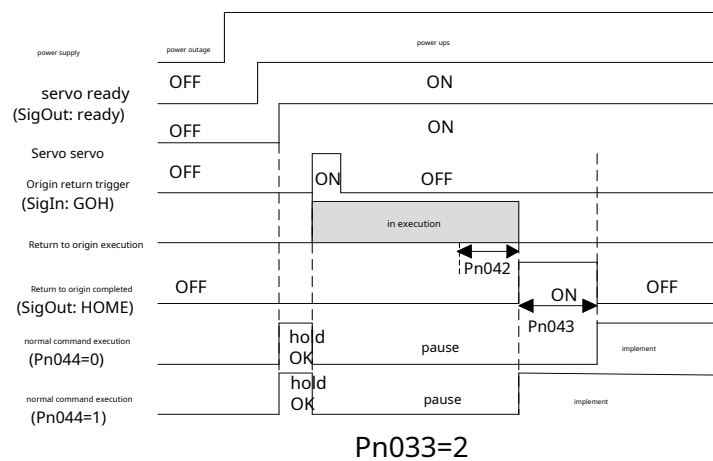 power supply
power outage
power ups
servo ready
(SigOut: ready)
OFF
ON
Servo servo
OFF
ON
Origin return trigger
(SigIn: GOH)
OFF
ON
OFF
Return to origin execution
in execution
Pn042
Return to origin completed
(SigOut: HOME)
OFF
ON
OFF
Pn043
normal command execution
(Pn044=0)
hold
OK
pause
implement
normal command execution
(Pn044=1)
hold
OK
pause
implement
Pn033=2